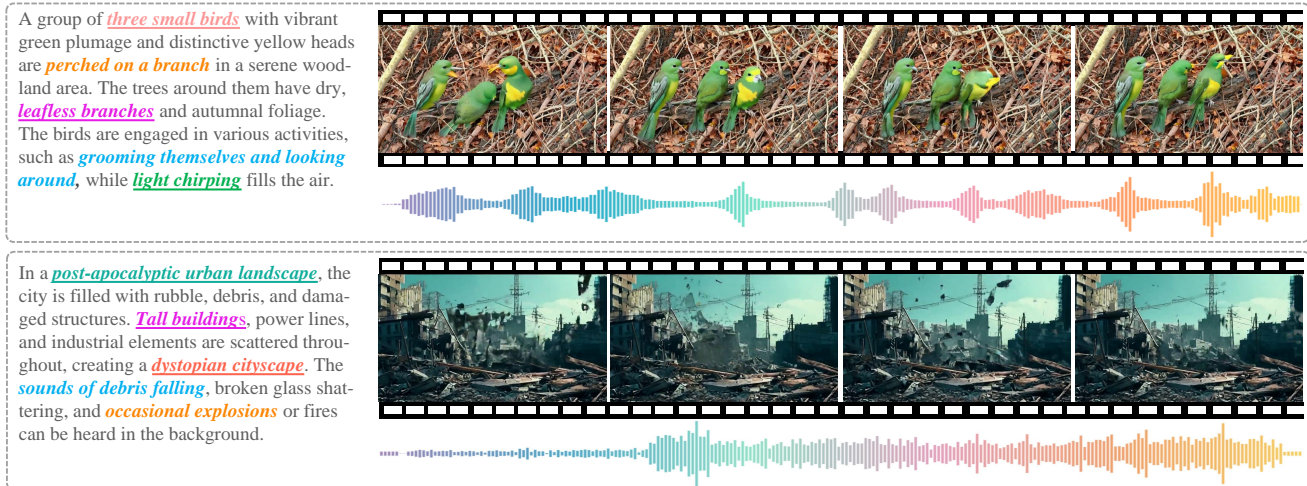 A group of three small birds with vibrant
green plumage and distinctive yellow heads
are perched on a branch in a serene wood-
land area. The trees around them have dry,
leafless branches and autumnal foliage.
The birds are engaged in various activities,
such as grooming themselves and looking
around, while light chirping fills the air.
In a post-apocalyptic urban landscape, the
city is filled with rubble, debris, and dama-
ged structures. Tall buildings, power lines,
and industrial elements are scattered throu-
ghout, creating a dystopian cityscape. The
sounds of debris falling, broken glass shat-
tering, and occasional explosions or fires
can be heard in the background.